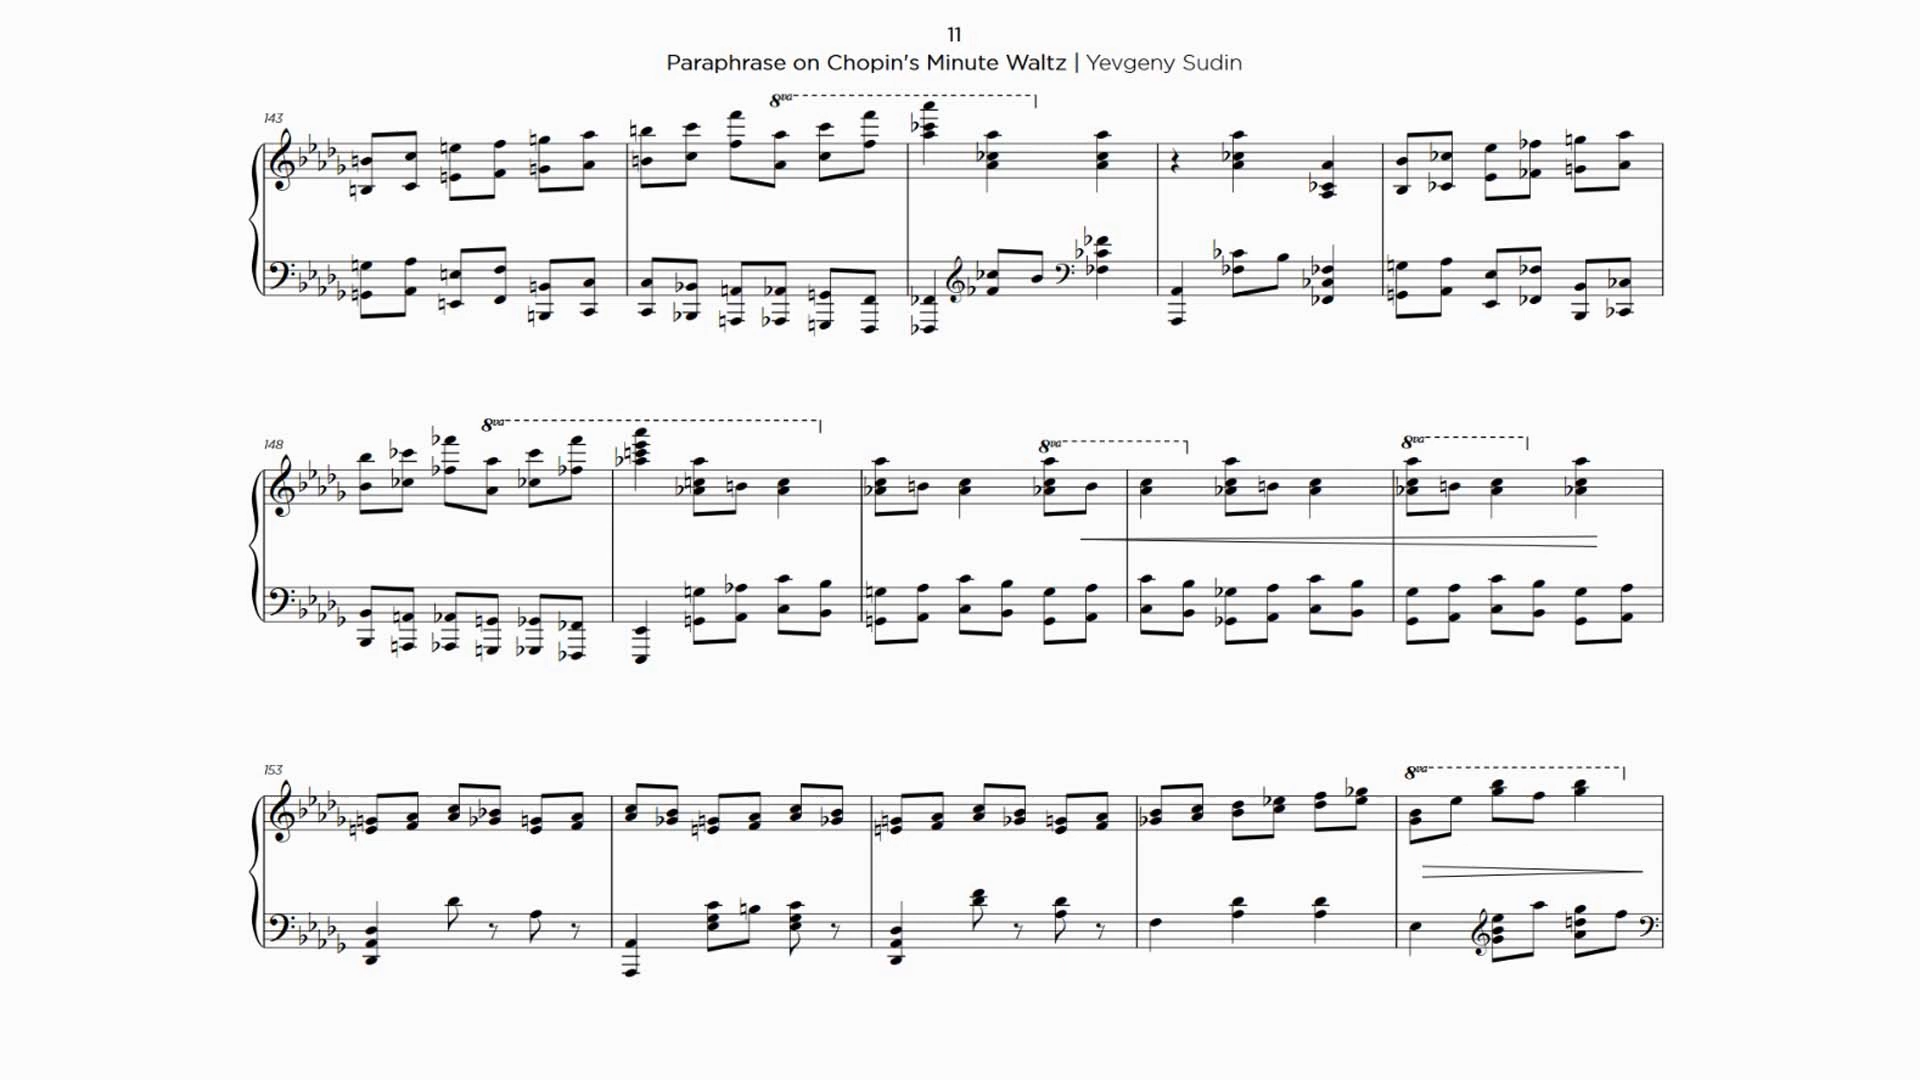 11
Paraphrase on Chopin's Minute Waltz | Yevgeny Sudin
143
8va
148
8va
8va
8va
153
8va